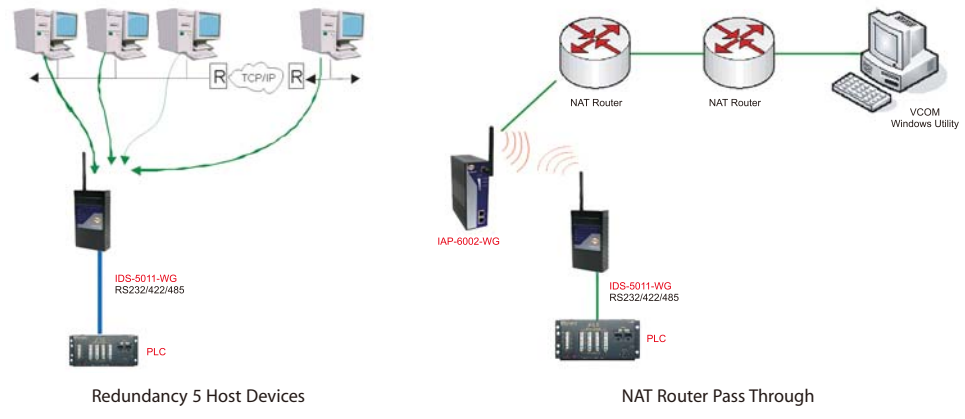 R
TCP/IP
R
IDS-5011-WG
RS232/422/485
PLC
Redundancy 5 Host Devices
NAT Router
NAT Router
VCOM
Windows Utility
IAP-6002-WG
IDS-5011-WG
RS232/422/485
PLC
NAT Router Pass Through